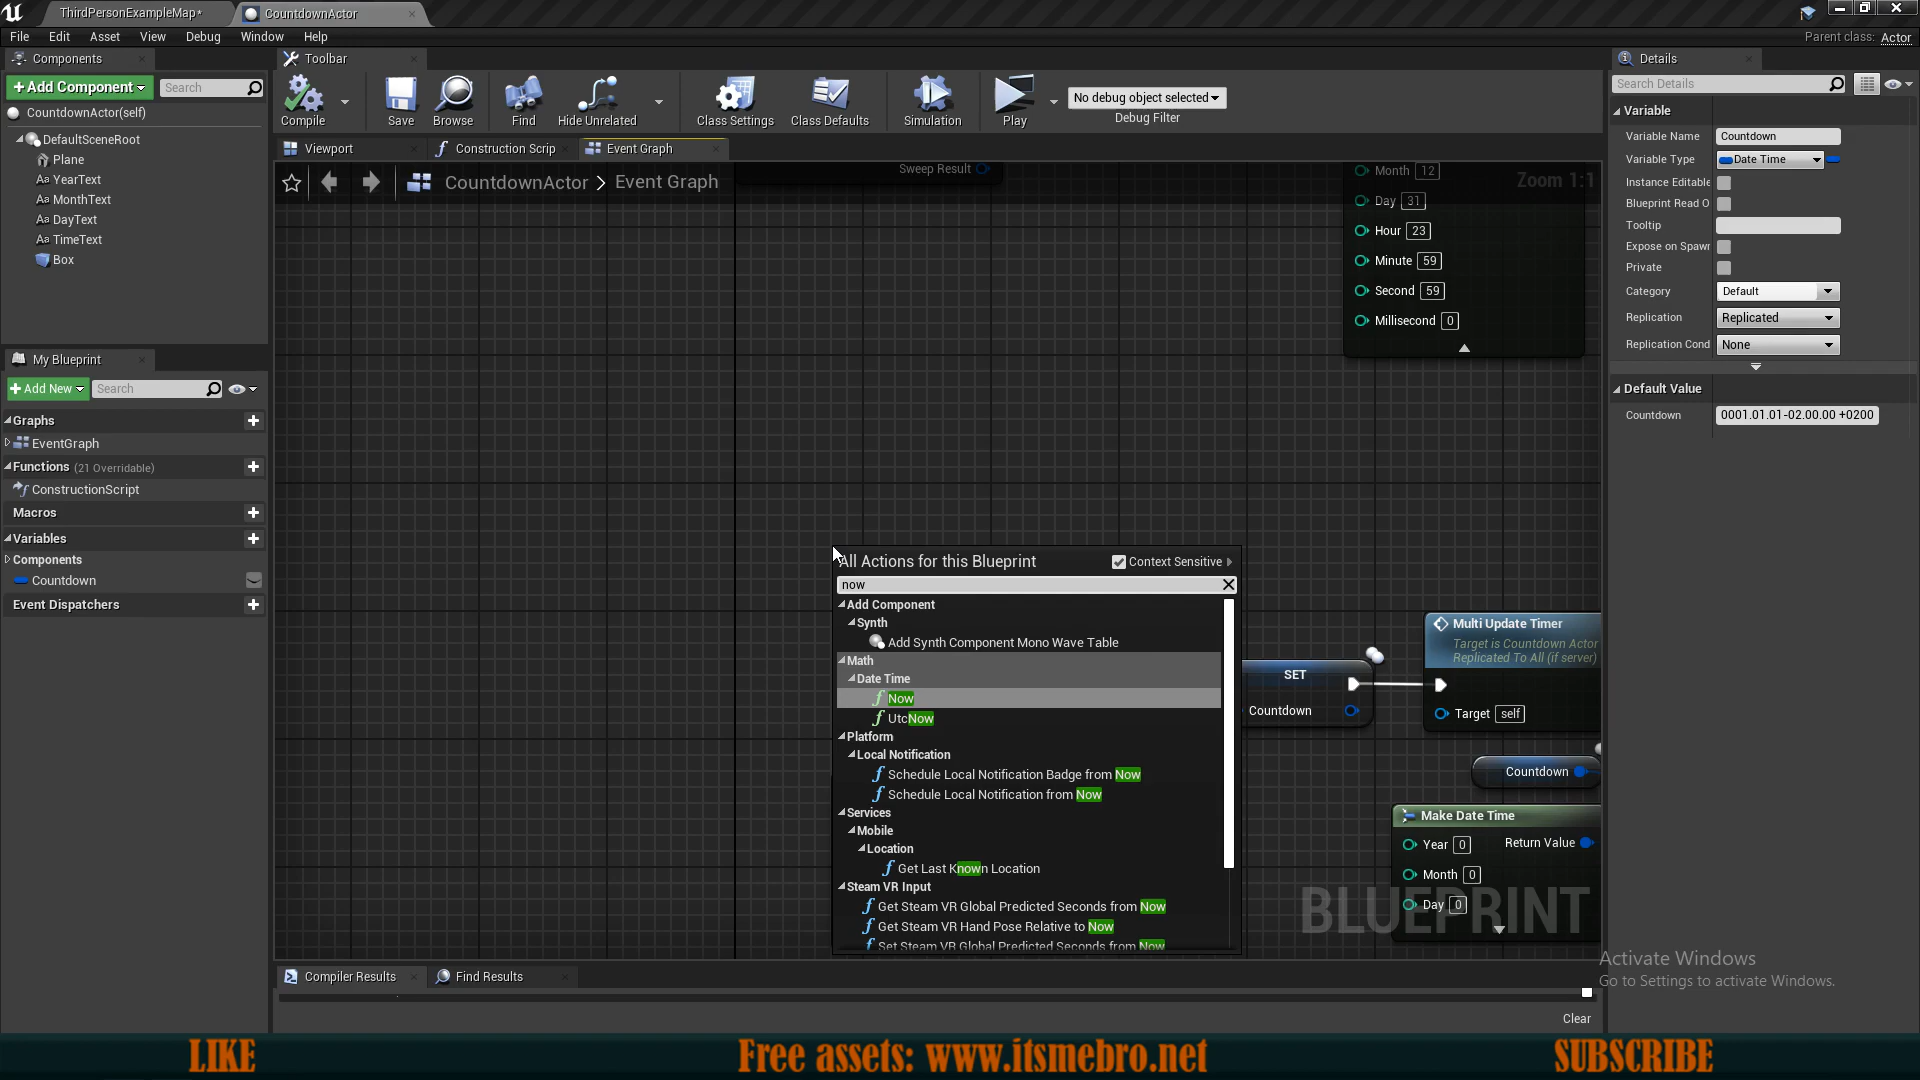 ThirdPersonExampleMap*
CountdownActor
File Edit Asset View Debug Window Help
Parent class: Actor
Components
Toolbar
Details
+Add Component
Search
Compile
Save
Browse
Find
Hide Unrelated
Class Settings
Class Defaults
Simulation
Play
No debug object selected
Debug Filter
Search Details
CountdownActor(self)
DefaultSceneRoot
Plane
YearText
MonthText
DayText
TimeText
Box
Viewport
Construction Scrip
Event Graph
CountdownActor > Event Graph
Zoom 1:1
Sweep Result
Month 12
Day 31
Hour 23
Minute 59
Second 59
Millisecond 0
Variable
Variable Name Countdown
Variable Type Date Time
Instance Editable
Blueprint Read O
Tooltip
Expose on Spawn
Private
Category Default
Replication Replicated
Replication Cond None
Default Value
Countdown 0001.01.01-02.00.00 +0200
My Blueprint
+Add New
Search
Graphs
EventGraph
Functions (21 Overridable)
ConstructionScript
Macros
Variables
Components
Countdown
Event Dispatchers
All Actions for this Blueprint
Context Sensitive
now
Add Component
Synth
Add Synth Component Mono Wave Table
Math
Date Time
Now
UtcNow
Platform
Local Notification
Schedule Local Notification Badge from Now
Schedule Local Notification from Now
Services
Mobile
Location
Get Last Known Location
Steam VR Input
Get Steam VR Global Predicted Seconds from Now
Get Steam VR Hand Pose Relative to Now
Set Steam VR Global Predicted Seconds from Now
SET
Countdown
Multi Update Timer
Target is Countdown Actor
Replicated To All (if server)
Target self
Countdown
Make Date Time
Year 0
Return Value
Month 0
Day 0
BLUEPRINT
Activate Windows
Go to Settings to activate Windows.
Compiler Results
Find Results
Clear
LIKE
Free assets: www.itsmebro.net
SUBSCRIBE